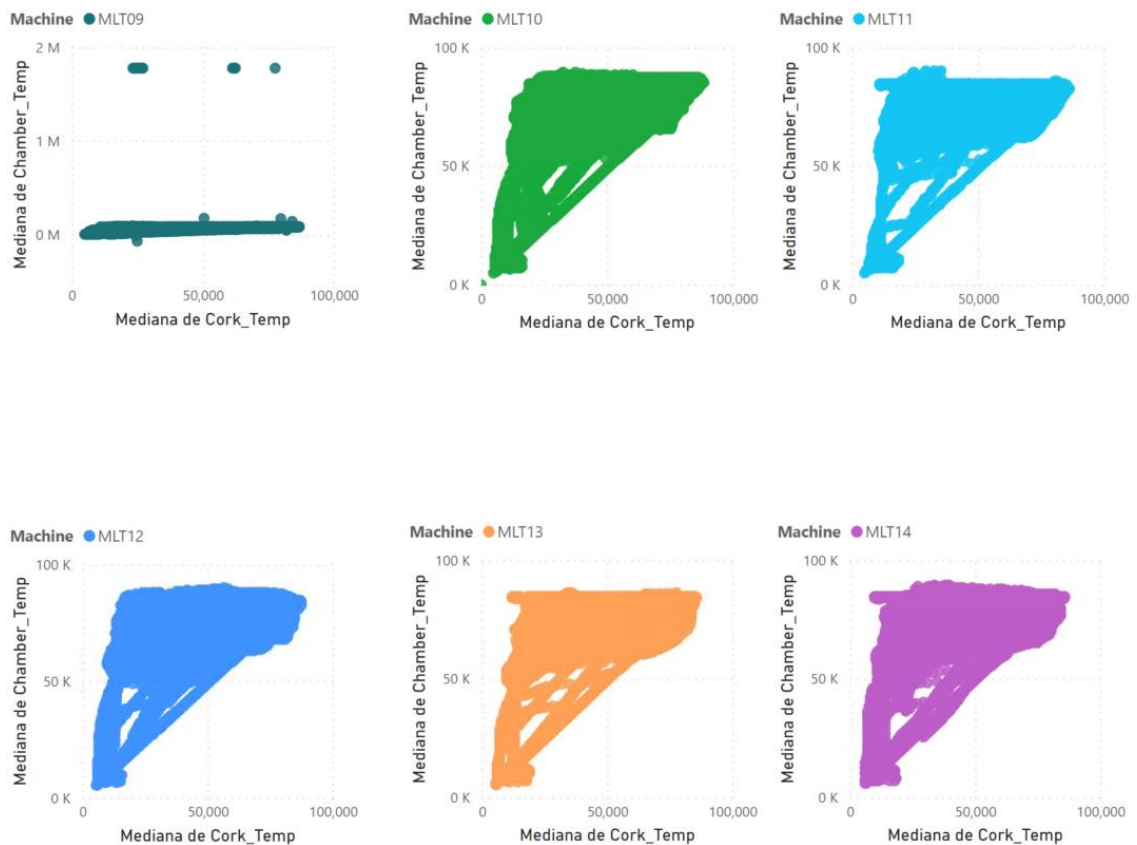 Machine MLT09
2 M
1 M
0 M
Mediana de Chamber_Temp
0 50,000 100,000
Mediana de Cork_Temp
Machine MLT10
100 K
50 K
0 K
Mediana de Chamber_Temp
0 50,000 100,000
Mediana de Cork_Temp
Machine MLT11
100 K
50 K
0 K
Mediana de Chamber_Temp
0 50,000 100,000
Mediana de Cork_Temp
Machine MLT12
100 K
50 K
0 K
Mediana de Chamber_Temp
0 50,000 100,000
Mediana de Cork_Temp
Machine MLT13
100 K
50 K
0 K
Mediana de Chamber_Temp
0 50,000 100,000
Mediana de Cork_Temp
Machine MLT14
100 K
50 K
0 K
Mediana de Chamber_Temp
0 50,000 100,000
Mediana de Cork_Temp